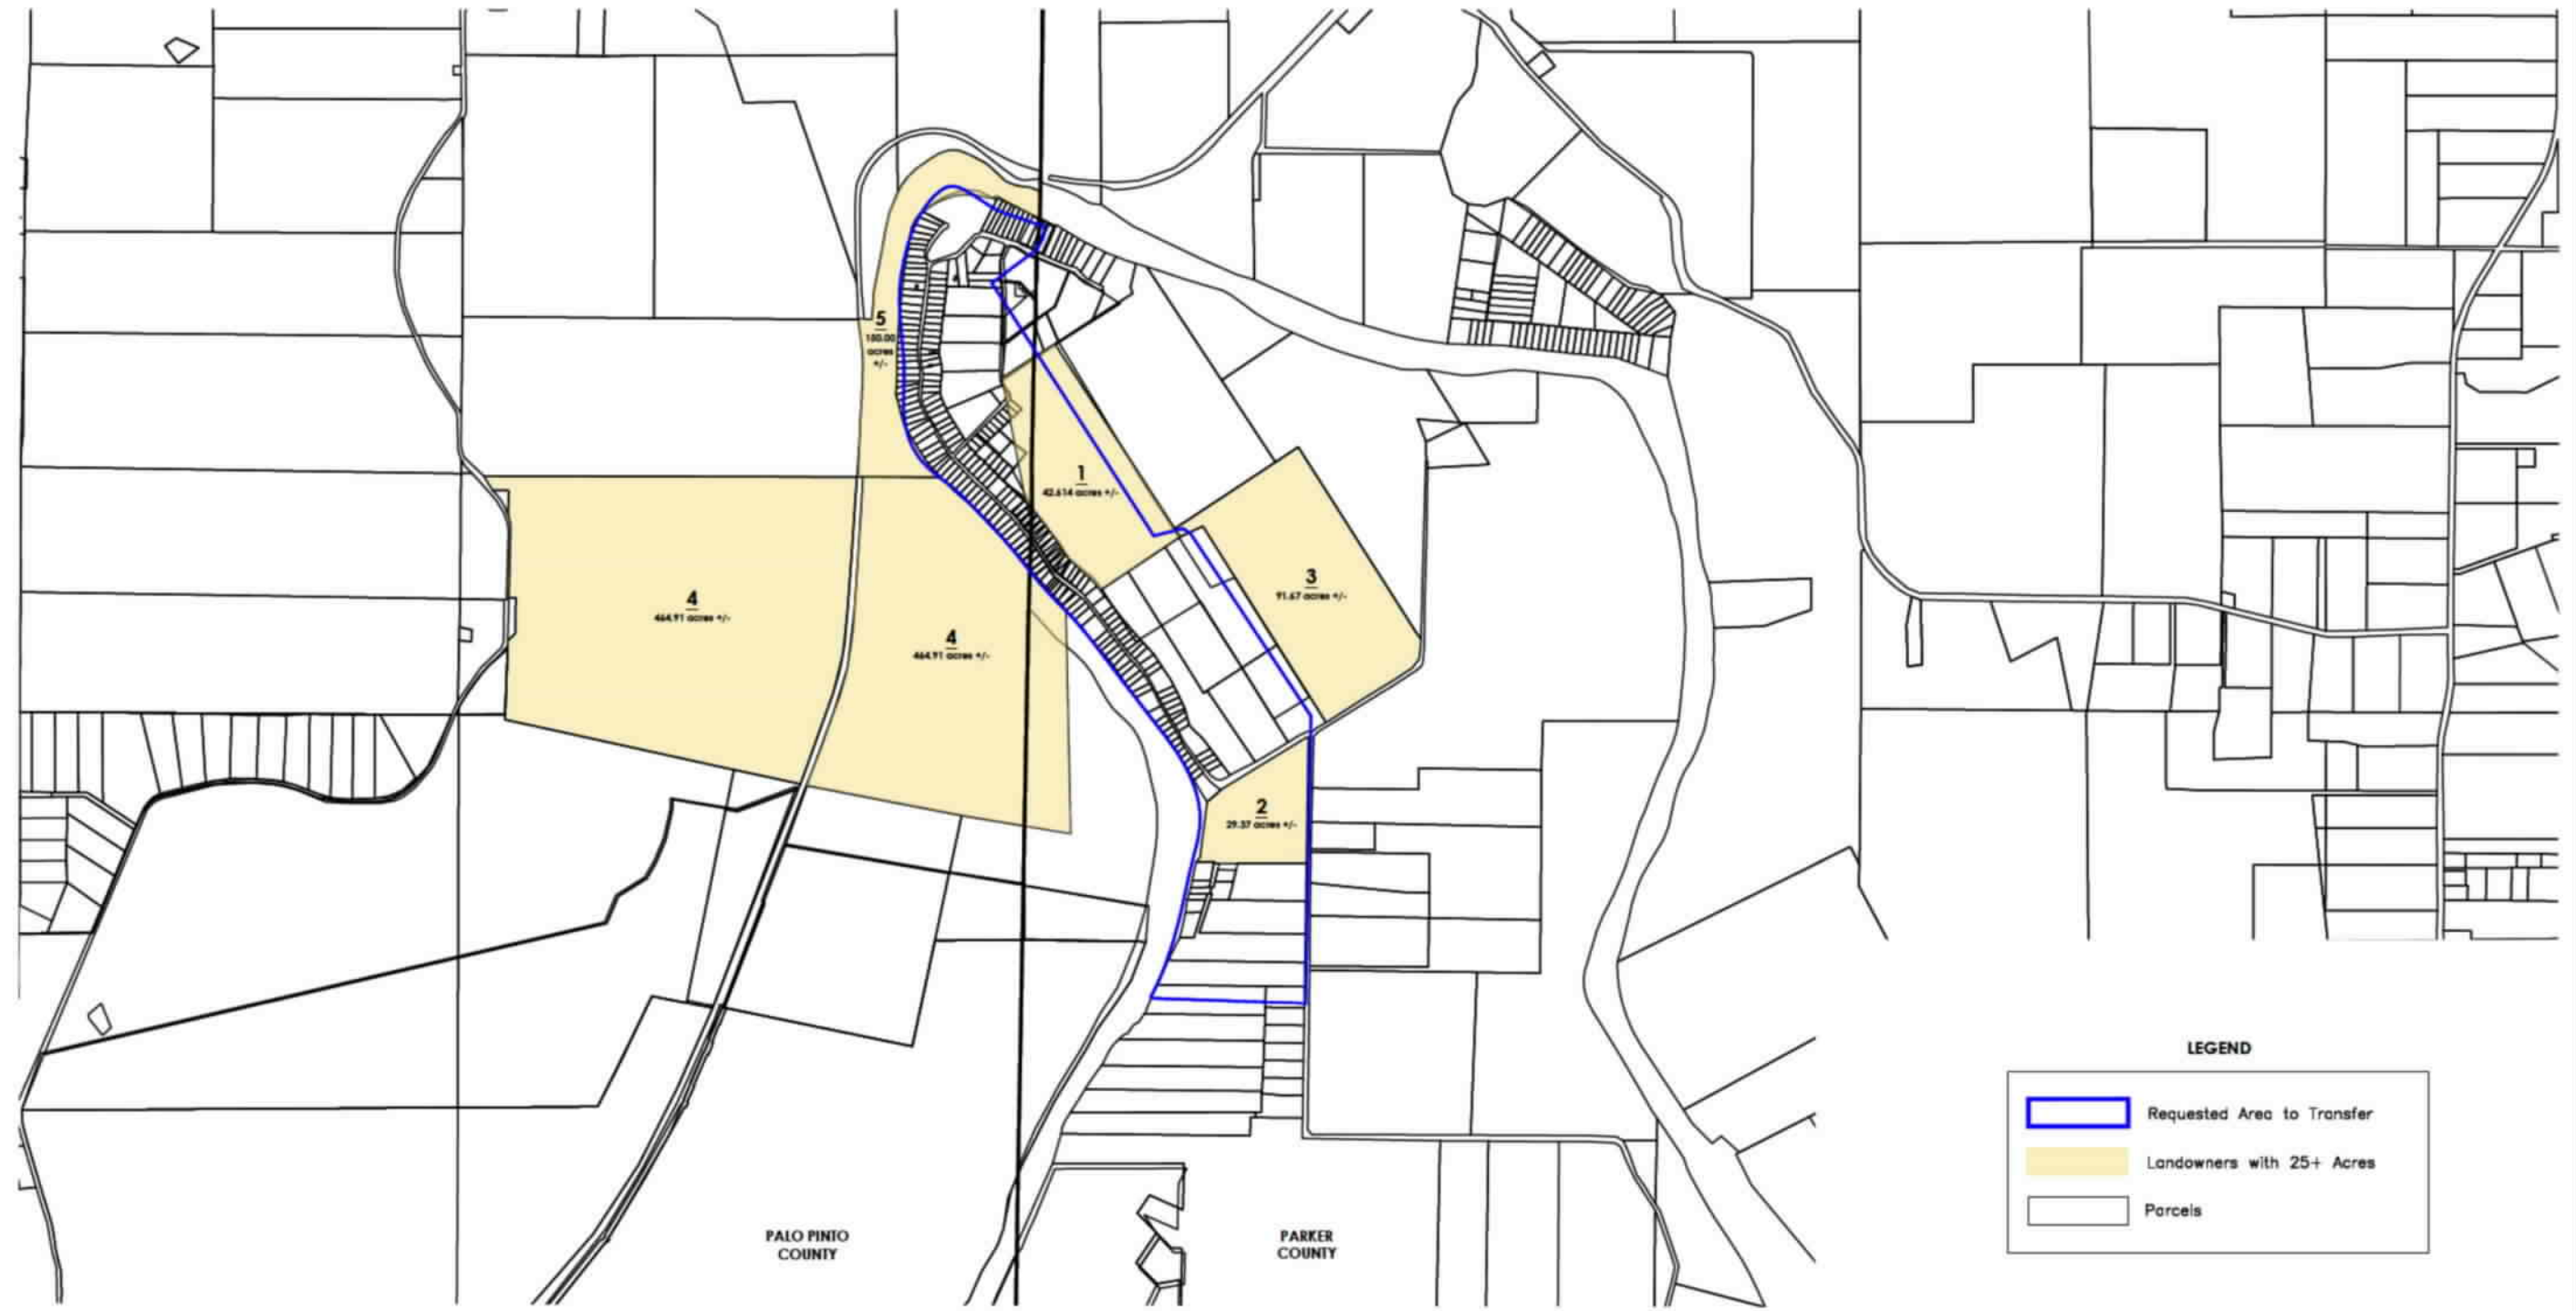 5
100.00
acres
+/-
1
42.614 acres +/-
3
91.67 acres +/-
4
464.91 acres +/-
4
464.91 acres +/-
2
29.37 acres +/-
LEGEND
Requested Area to Transfer
Landowners with 25+ Acres
Parcels
PALO PINTO
COUNTY
PARKER
COUNTY